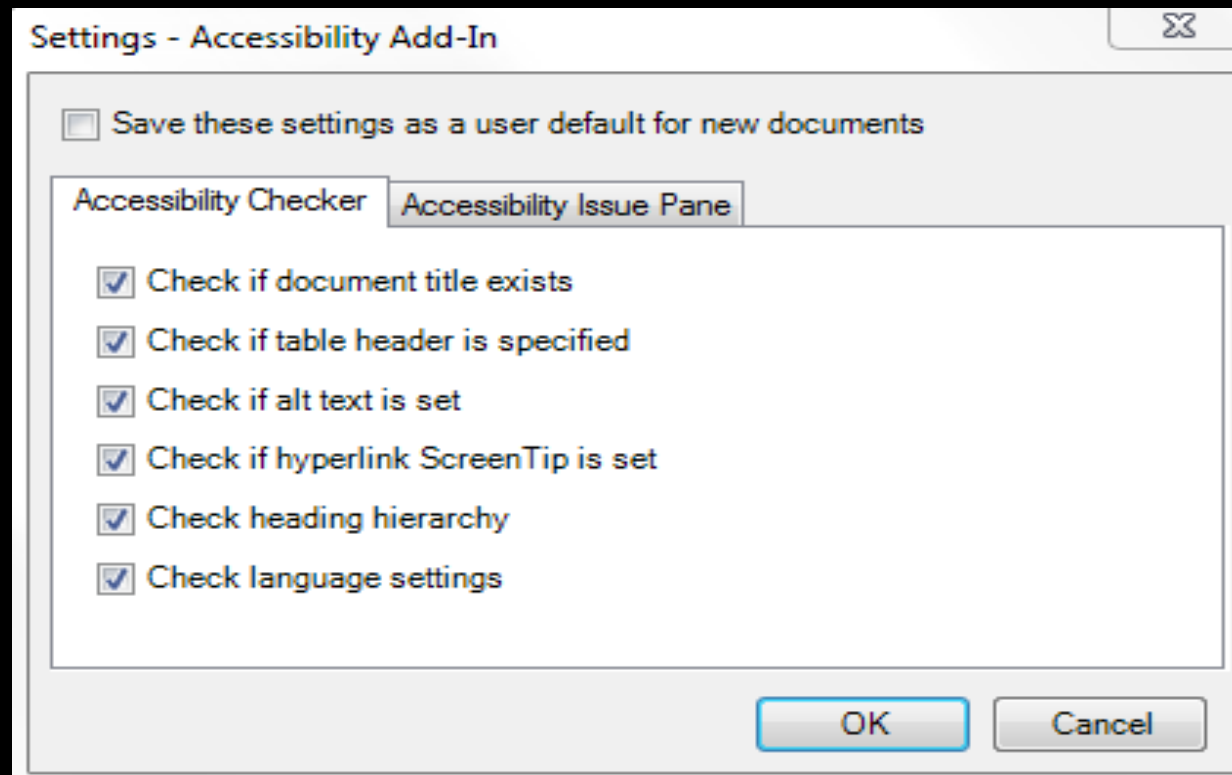 Settings - Accessibility Add-In
Save these settings as a user default for new documents
Accessibility Checker
Accessibility Issue Pane
Check if document title exists
Check if table header is specified
Check if alt text is set
Check if hyperlink ScreenTip is set
Check heading hierarchy
Check language settings
OK
Cancel